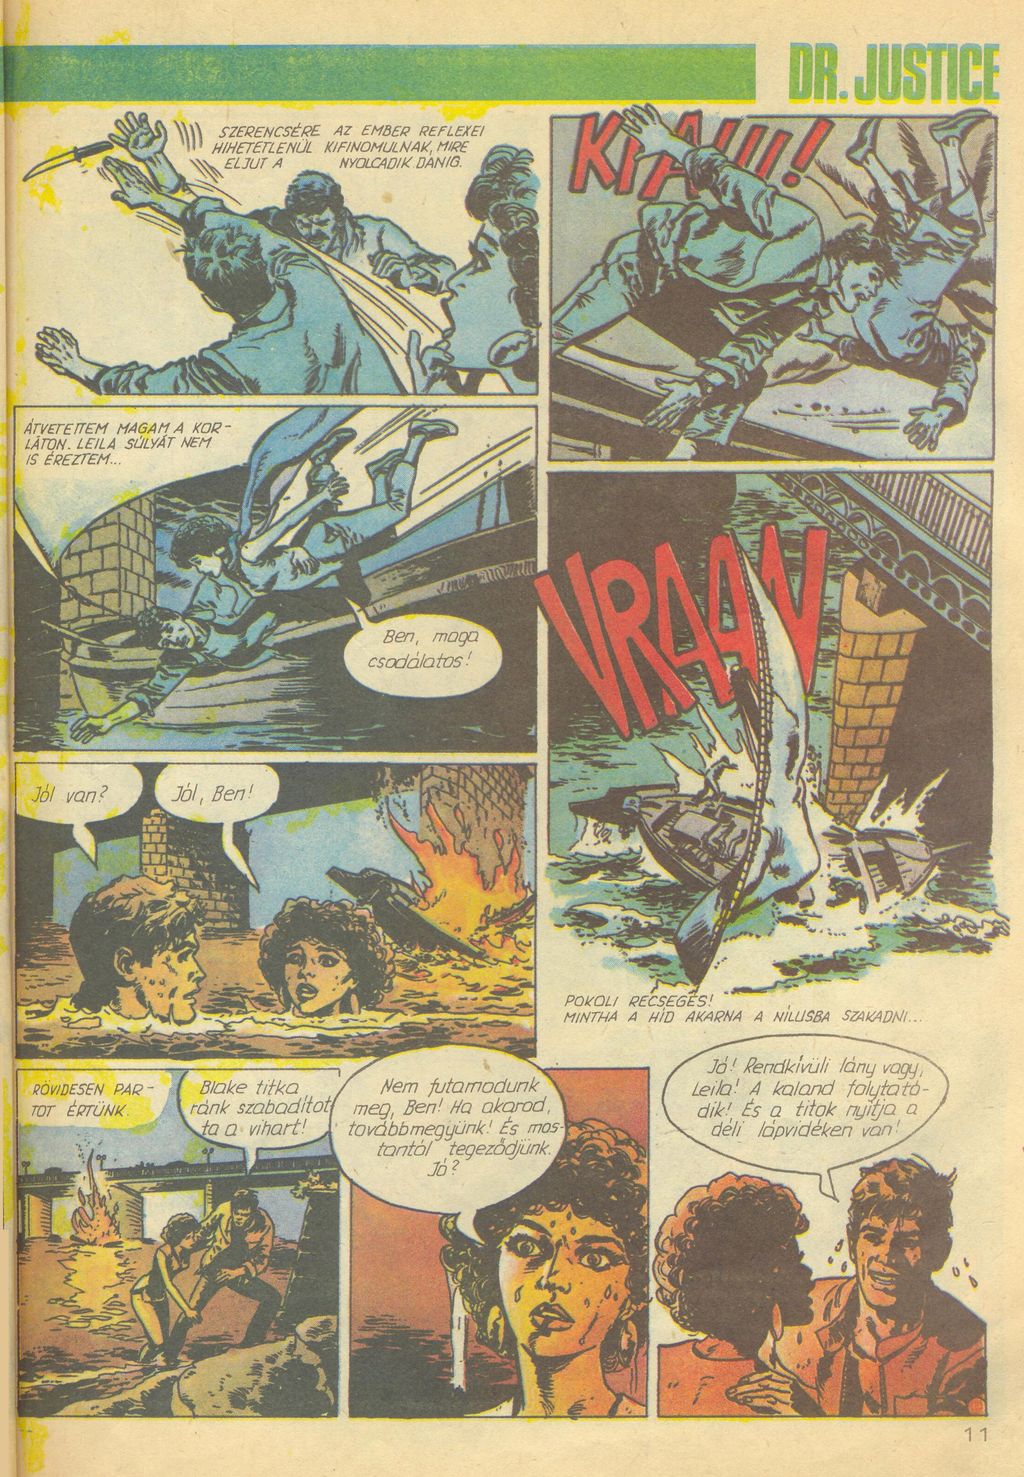 DR. JUSTICE
SZERENCSÉRE AZ EMBER REFLEXEI
HIHETETLENÜL KIFINOMULNAK, MIRE
ELJUT A NYOLCADIK DANIG.
KIAIII!
ÁTVETETTEM MAGAM A KOR-
LÁTON. LEILA SÚLYÁT NEM
IS ÉREZTEM...
Ben, maga
csodálatos!
VRAAN
POKOLI RECSEGÉS!
MINTHA A HÍD AKARNA A NÍLUSBA SZAKADNI...
Jól van?
Jól, Ben!
RÖVIDESEN PAR-
TOT ÉRTÜNK.
Blake titka
ránk szabadítot-
ta a vihart!
Nem futamodunk
meg, Ben! Ha akarod,
továbbmegyünk! És mos-
tantól tegeződjünk.
Jó?
Jó! Rendkívüli lány vagy,
Leila! A kaland folytató-
dik! És a titok nyitja a
déli lápvidéken van!
11